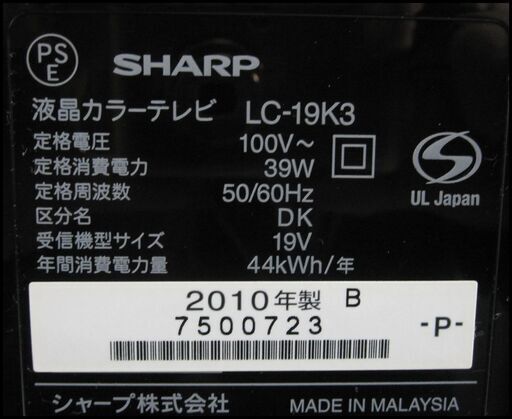 PS
E
SHARP
液晶カラーテレビ LC-19K3
定格電圧 100V～
定格消費電力 39W
定格周波数 50/60Hz
区分名 DK
受信機型サイズ 19V
年間消費電力量 44kWh/年
UL Japan
2010年製 B
7500723
-P-
シャープ株式会社 MADE IN MALAYSIA